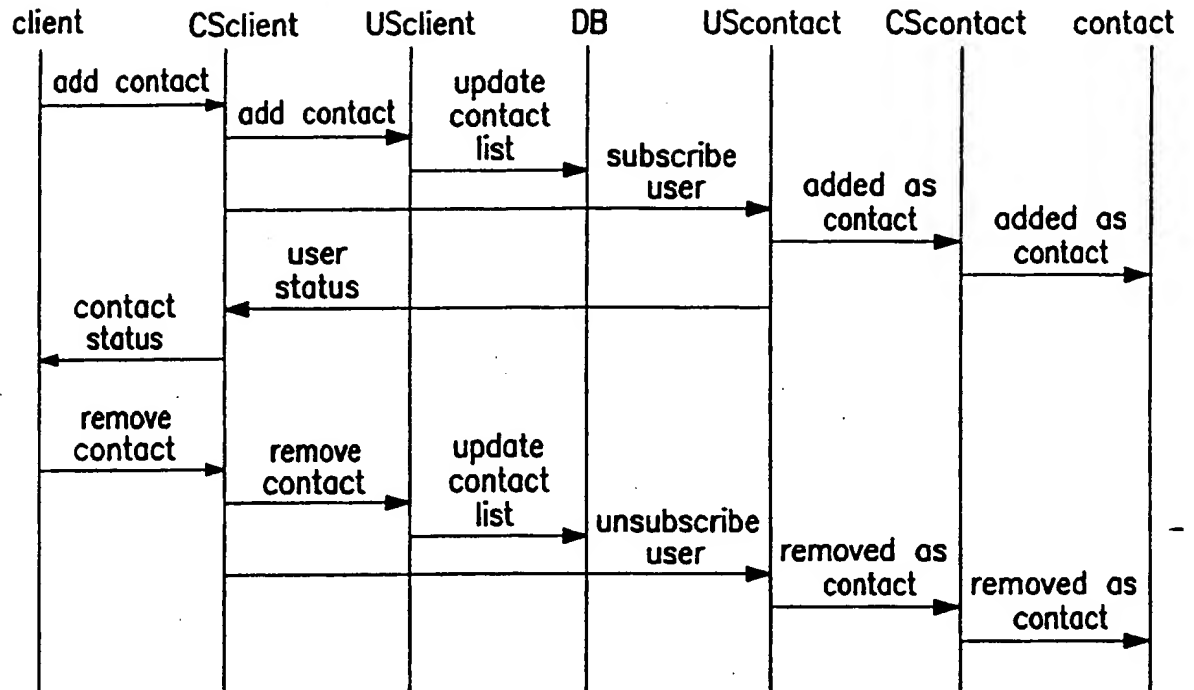 client CSclient USclient DB UScontact CScontact contact
add contact
add contact
update
contact
list
subscribe
user
added as
contact
added as
contact
user
status
contact
status
remove
contact
remove
contact
update
contact
list
unsubscribe
user
removed as
contact
removed as
contact